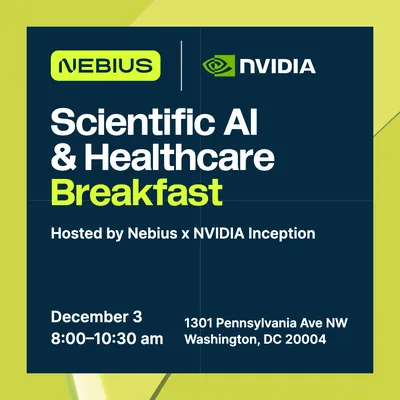 NEBIUS
NVIDIA
Scientific AI
& Healthcare
Breakfast
Hosted by Nebius x NVIDIA Inception
December 3
8:00–10:30 am
1301 Pennsylvania Ave NW
Washington, DC 20004